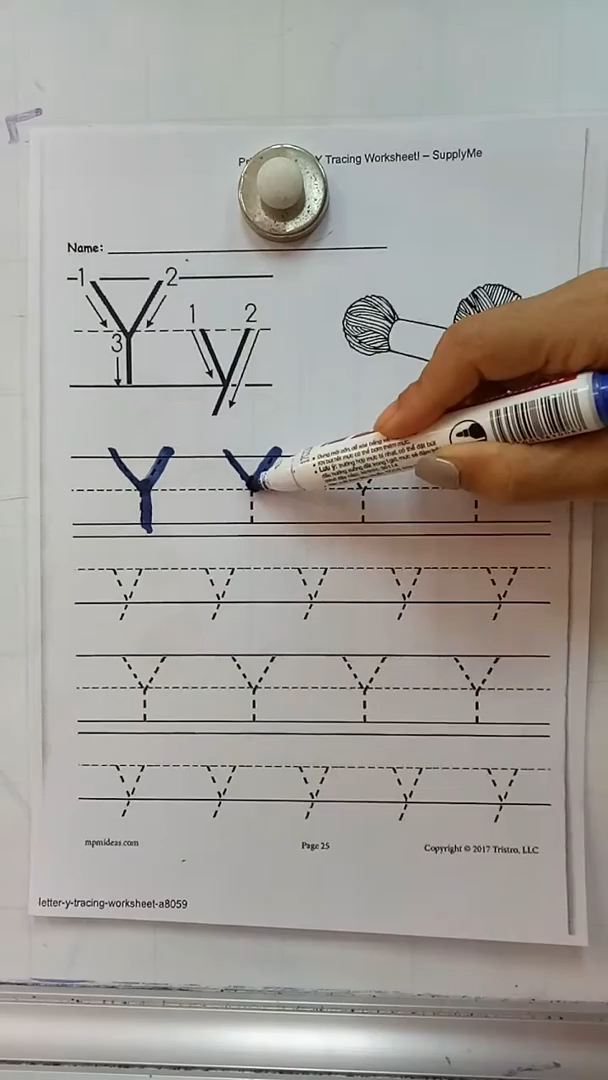 Y Tracing Worksheet! – SupplyMe
Name:
1 2
3
1 2
Y y
Y Y Y Y
y y y y y
Y Y Y Y
y y y y y
mpmideas.com Page 25 Copyright © 2017 Tristro, LLC
letter-y-tracing-worksheet-a8059